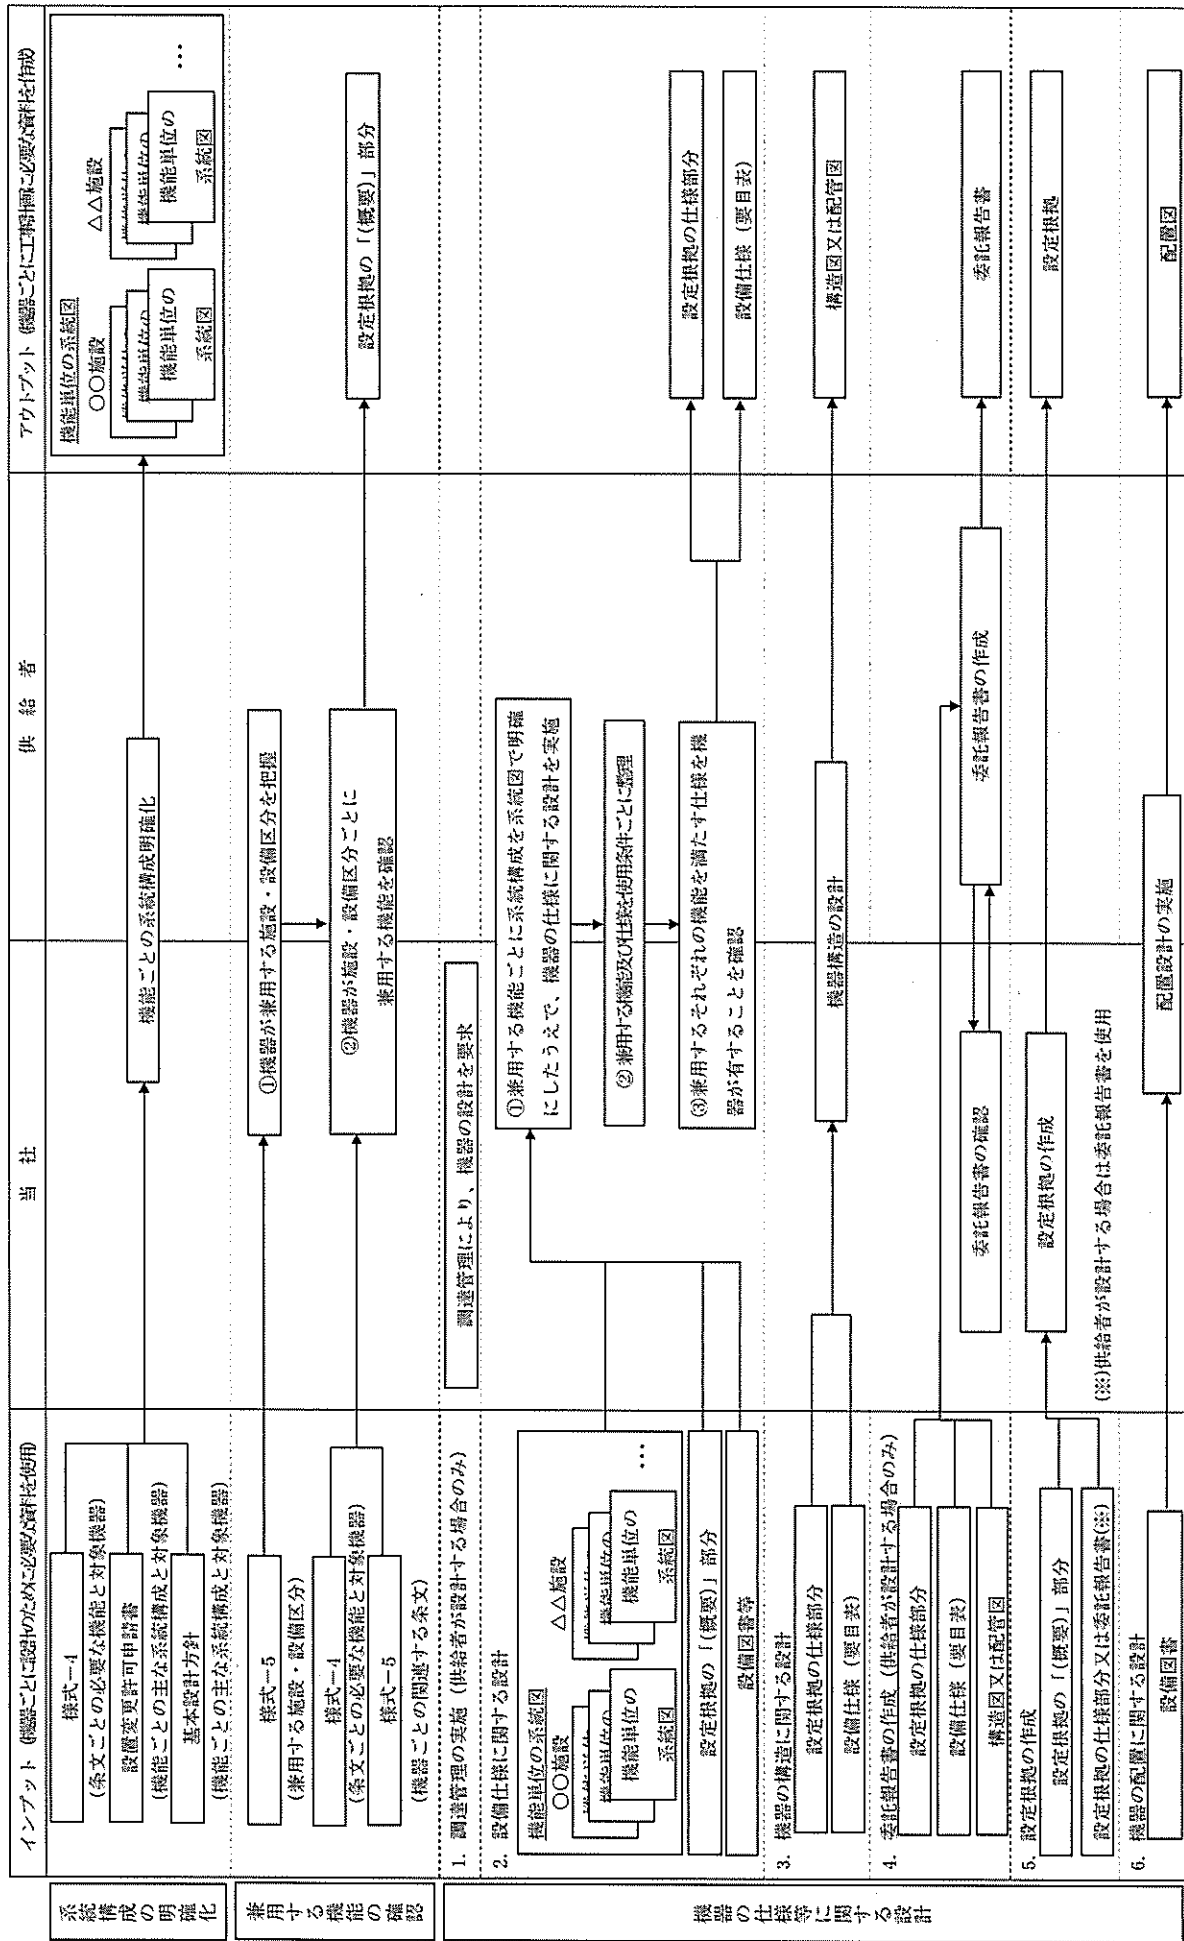 インプット（機器ごとに設計のために必要な資料を使用）
当　社
供　給　者
アウトプット（機器ごとに工事計画に必要な資料を作成）
系統構成の明確化
様式－4
（条文ごとの必要な機能と対象機器）
設置変更許可申請書
（機能ごとの主な系統構成と対象機器）
基本設計方針
（機能ごとの主な系統構成と対象機器）
機能ごとの系統構成明確化
機能単位の系統図
○○施設
機能単位の
機能単位の
系統図
△△施設
機能単位の
機能単位の
系統図
…
兼用する機能の確認
様式－5
（兼用する施設・設備区分）
様式－4
（条文ごとの必要な機能と対象機器）
様式－5
（機器ごとの関連する条文）
①機器が兼用する施設・設備区分を把握
②機器が施設・設備区分ごとに
兼用する機能を確認
設定根拠の「（概要）」部分
機器の仕様等に関する設計
1.　調達管理の実施（供給者が設計する場合のみ）
調達管理により、機器の設計を要求
2.　設備仕様に関する設計
機能単位の系統図
○○施設
機能単位の
機能単位の
系統図
△△施設
機能単位の
機能単位の
系統図
…
設定根拠の「（概要）」部分
設備図書等
①兼用する機能ごとに系統構成を系統図で明確
にしたうえで、機器の仕様に関する設計を実施
②兼用する機能及び仕様を使用条件ごとに整理
③兼用するそれぞれの機能を満たす仕様を機
器が有することを確認
設定根拠の仕様部分
設備仕様（要目表）
3.　機器の構造に関する設計
設定根拠の仕様部分
設備仕様（要目表）
機器構造の設計
構造図又は配管図
4.　委託報告書の作成（供給者が設計する場合のみ）
設定根拠の仕様部分
設備仕様（要目表）
構造図又は配管図
委託報告書の確認
委託報告書の作成
委託報告書
5.　設定根拠の作成
設定根拠の「（概要）」部分
設定根拠の仕様部分又は委託報告書(※)
設定根拠の作成
(※)供給者が設計する場合は委託報告書を使用
設定根拠
6.　機器の配置に関する設計
設備図書
配置設計の実施
配置図